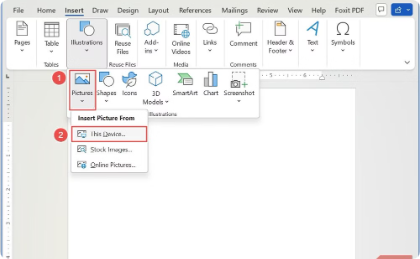 File Home Insert Draw Design Layout References Mailings Review View Help Foxit PDF
Pages Table Illustrations Reuse Files Add-ins Online Videos Links Comment Header & Footer Text Symbols
Tables Reuse Files Media Comments
1
Pictures Shapes Icons 3D Models SmartArt Chart Screenshot
Illustrations
Insert Picture From
2 This Device...
Stock Images...
Online Pictures...